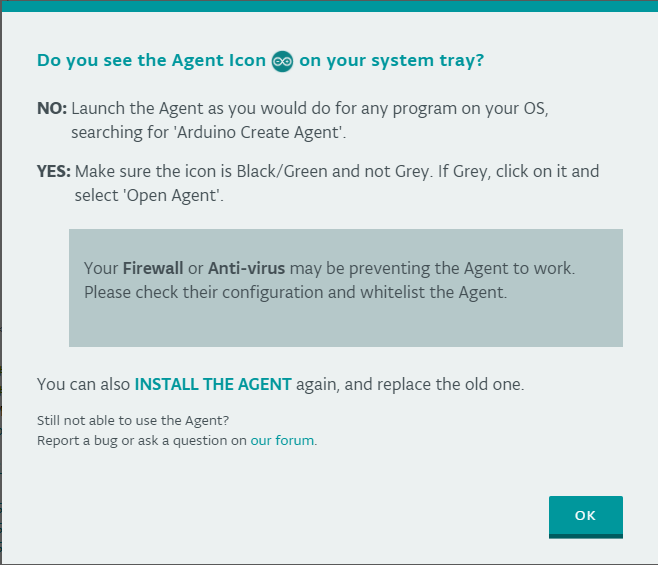 Do you see the Agent Icon on your system tray?
NO: Launch the Agent as you would do for any program on your OS,
searching for 'Arduino Create Agent'.
YES: Make sure the icon is Black/Green and not Grey. If Grey, click on it and
select 'Open Agent'.
Your Firewall or Anti-virus may be preventing the Agent to work.
Please check their configuration and whitelist the Agent.
You can also INSTALL THE AGENT again, and replace the old one.
Still not able to use the Agent?
Report a bug or ask a question on our forum.
OK